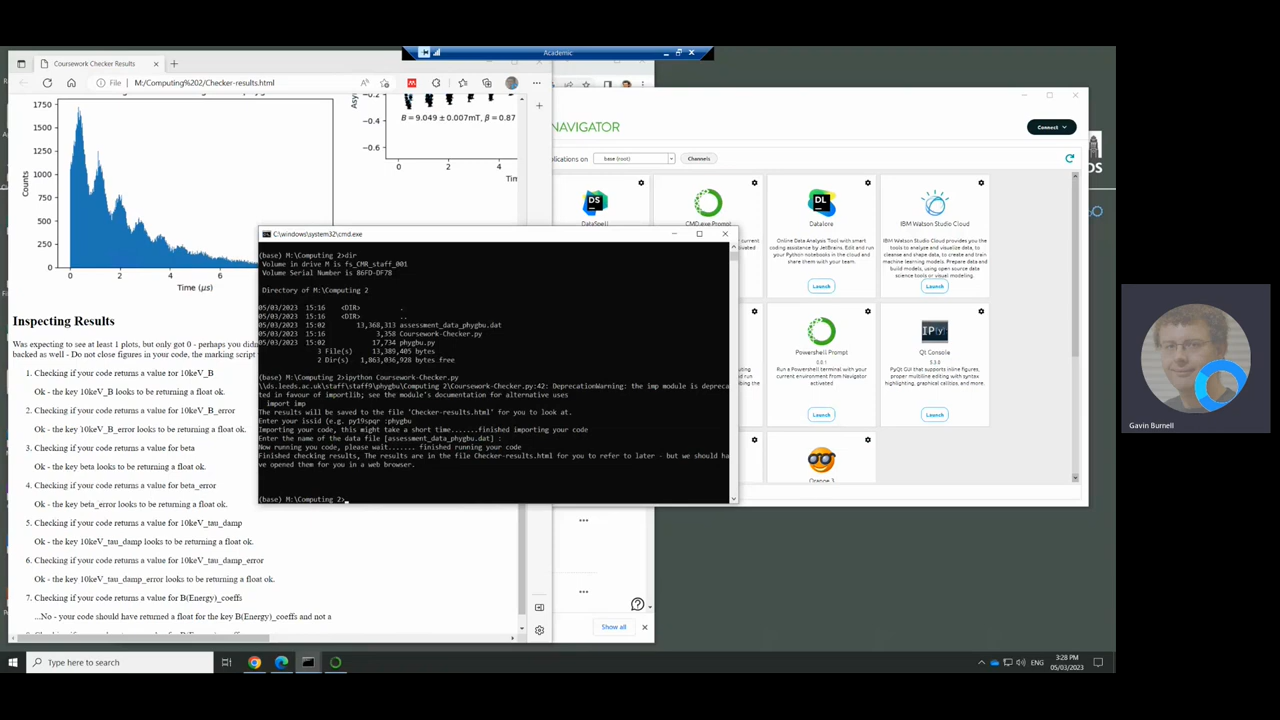 Academic
Coursework Checker Results
File
M:/Computing%202/Checker-results.html
1750
1500
1250
1000
750
500
250
0
Counts
0
2
4
6
Time (μs)
-0.2
-0.4
-0.6
B = 9.049 ± 0.007mT, β = 0.87
0
2
4
Inspecting Results
Was expecting to see at least 1 plots, but only got 0 - perhaps you didn
backed as well - Do not close figures in your code, the marking script
1. Checking if your code returns a value for 10keV_B
Ok - the key 10keV_B looks to be returning a float ok.
2. Checking if your code returns a value for 10keV_B_error
Ok - the key 10keV_B_error looks to be returning a float ok.
3. Checking if your code returns a value for beta
Ok - the key beta looks to be returning a float ok.
4. Checking if your code returns a value for beta_error
Ok - the key beta_error looks to be returning a float ok.
5. Checking if your code returns a value for 10keV_tau_damp
Ok - the key 10keV_tau_damp looks to be returning a float ok.
6. Checking if your code returns a value for 10keV_tau_damp_error
Ok - the key 10keV_tau_damp_error looks to be returning a float ok.
7. Checking if your code returns a value for B(Energy)_coeffs
...No - your code should have returned a float for the key B(Energy)_coeffs and not a
C:\windows\system32\cmd.exe
(base) M:\Computing 2>dir
Volume in drive M is fs_CMR_staff_001
Volume Serial Number is 86FD-DF78
Directory of M:\Computing 2
05/03/2023 15:16 <DIR> .
05/03/2023 15:16 <DIR> ..
05/03/2023 15:02 13,368,313 assessment_data_phygbu.dat
05/03/2023 15:16 3,358 Coursework-Checker.py
05/03/2023 15:02 17,734 phygbu.py
3 File(s) 13,389,405 bytes
2 Dir(s) 1,863,036,928 bytes free
(base) M:\Computing 2>ipython Coursework-Checker.py
\\ds.leeds.ac.uk\staff\staff9\phygbu\Computing 2\Coursework-Checker.py:42: DeprecationWarning: the imp module is depreca
ted in favour of importlib; see the module's documentation for alternative uses
import imp
The results will be saved to the file 'Checker-results.html' for you to look at.
Enter your issid (e.g. py19spqr :phygbu
Importing your code, this might take a short time.......finished importing your code
Enter the name of the data file [assessment_data_phygbu.dat] :
Now running you code, please wait....... finished running your code
Finished checking results, The results are in the file Checker-results.html for you to refer to later - but we should ha
ve opened them for you in a web browser.
(base) M:\Computing 2>
NAVIGATOR
Connect
plications on
base (root)
Channels
DS
DataSpell
CMD.exe Prompt
DL
Datalore
Online Data Analysis Tool with smart
coding assistance by JetBrains. Edit and run
your Python notebooks in the cloud and
share them with your team.
Launch
IBM Watson Studio Cloud
IBM Watson Studio Cloud provides you the
tools to analyze and visualize data, to
cleanse and shape data, to create and train
machine learning models. Prepare data and
build models, using open source data
science tools or visual modeling.
Launch
Powershell Prompt
0.0.1
Run a Powershell terminal with your
current environment from Navigator
activated
Launch
IP[y]:
Qt Console
PyQt GUI that supports inline figures,
proper multiline editing with syntax
highlighting, graphical calltips, and more.
Launch
Orange 3
Show all
Type here to search
ENG
3:28 PM
05/03/2023
Gavin Burnell